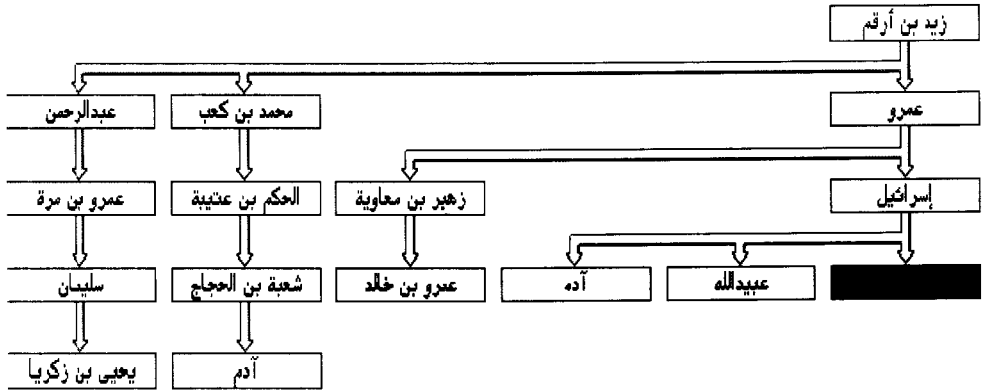 زيد بن أرقم
عمرو
محمد بن كعب
عبدالرحمن
إسرائيل
زهير بن معاوية
الحكم بن عتيبة
عمرو بن مرة
عبيدالله
آدم
عمرو بن خالد
شعبة بن الحجاج
سليمان
آدم
يحيى بن زكريا